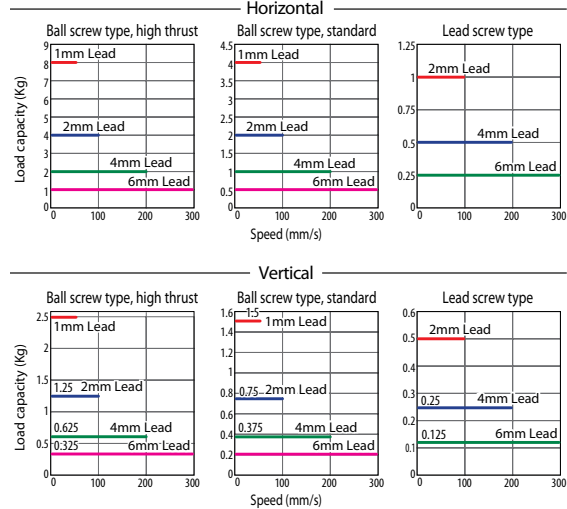 Horizontal
Ball screw type, high thrust
Ball screw type, standard
Lead screw type
Load capacity (Kg)
9
8
7
6
5
4
3
2
1
0
1mm Lead
2mm Lead
4mm Lead
6mm Lead
0 100 200 300
4.5
4
3.5
3
2.5
2
1.5
1
0.5
0
1mm Lead
2mm Lead
4mm Lead
6mm Lead
0 100 200 300
1.25
1
0.75
0.5
0.25
0
2mm Lead
4mm Lead
6mm Lead
0 100 200 300
Speed (mm/s)
Vertical
Ball screw type, high thrust
Ball screw type, standard
Lead screw type
Load capacity (Kg)
2.5
2
1.5
1
0.5
0
1mm Lead
1.25 2mm Lead
0.625 4mm Lead
0.325 6mm Lead
0 100 200 300
1.6
1.4
1.2
1
0.8
0.6
0.4
0.2
0
1.5 1mm Lead
0.75 2mm Lead
0.375 4mm Lead
6mm Lead
0 100 200 300
0.6
0.5
0.4
0.3
0.2
0.1
0
2mm Lead
0.25 4mm Lead
0.125 6mm Lead
0 100 200 300
Speed (mm/s)